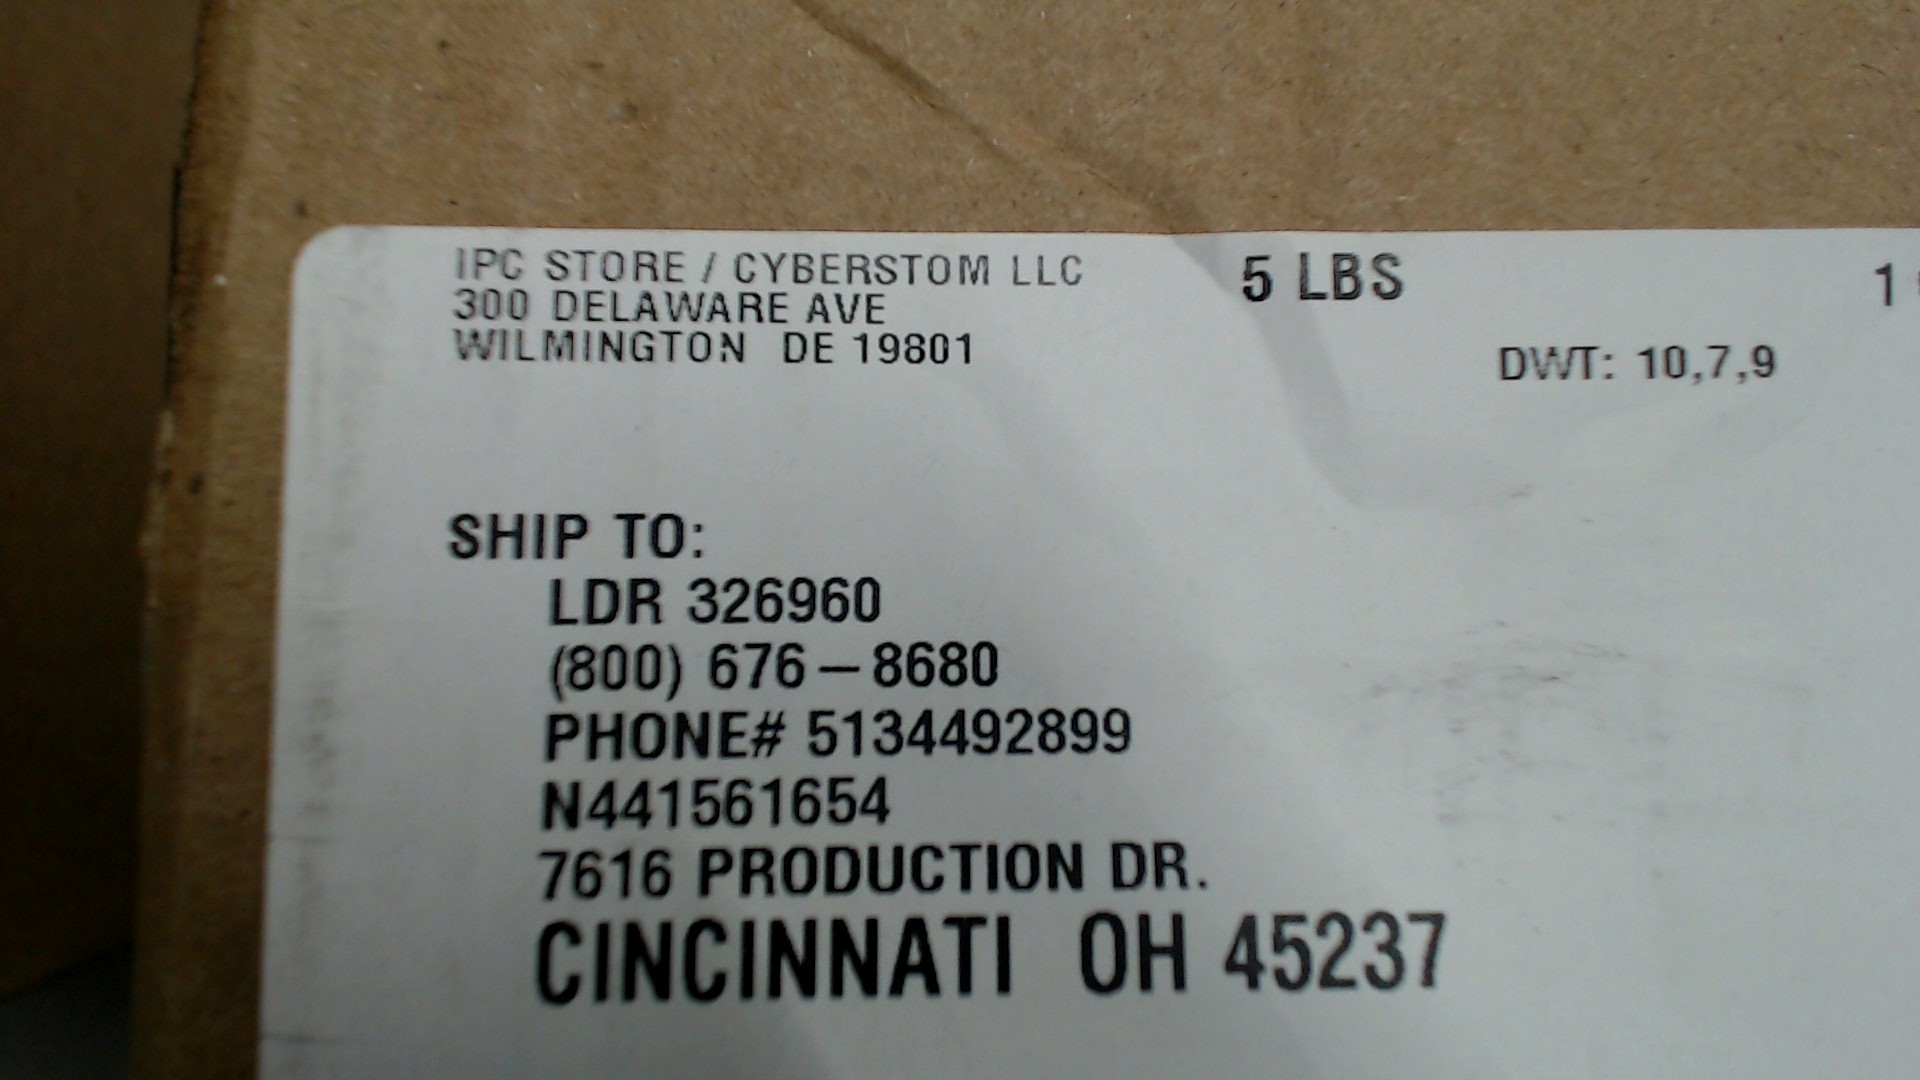 IPC STORE / CYBERSTOM LLC
300 DELAWARE AVE
WILMINGTON DE 19801
5 LBS
1
DWT: 10,7,9
SHIP TO:
LDR 326960
(800) 676-8680
PHONE# 5134492899
N441561654
7616 PRODUCTION DR.
CINCINNATI OH 45237